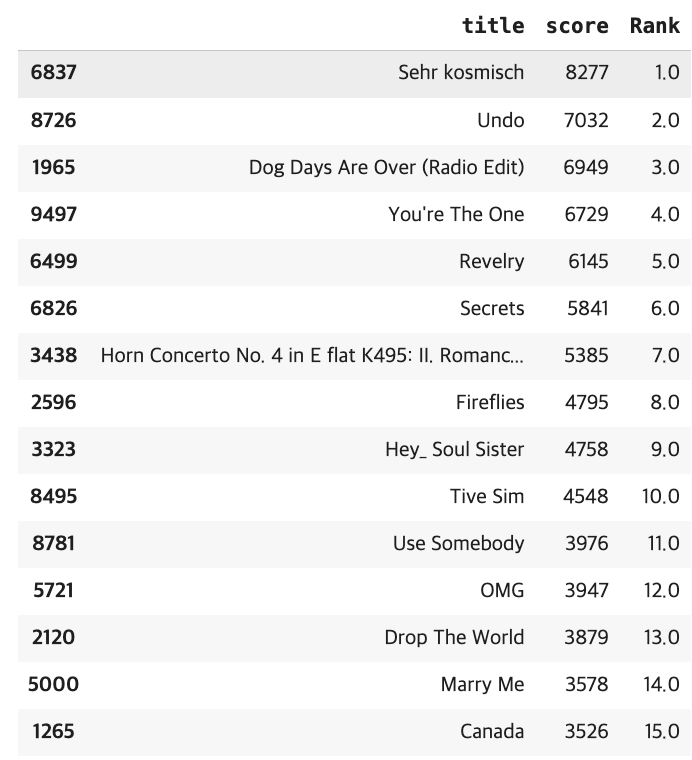 title score Rank
6837 Sehr kosmisch 8277 1.0
8726 Undo 7032 2.0
1965 Dog Days Are Over (Radio Edit) 6949 3.0
9497 You're The One 6729 4.0
6499 Revelry 6145 5.0
6826 Secrets 5841 6.0
3438 Horn Concerto No. 4 in E flat K495: II. Romanc... 5385 7.0
2596 Fireflies 4795 8.0
3323 Hey_ Soul Sister 4758 9.0
8495 Tive Sim 4548 10.0
8781 Use Somebody 3976 11.0
5721 OMG 3947 12.0
2120 Drop The World 3879 13.0
5000 Marry Me 3578 14.0
1265 Canada 3526 15.0